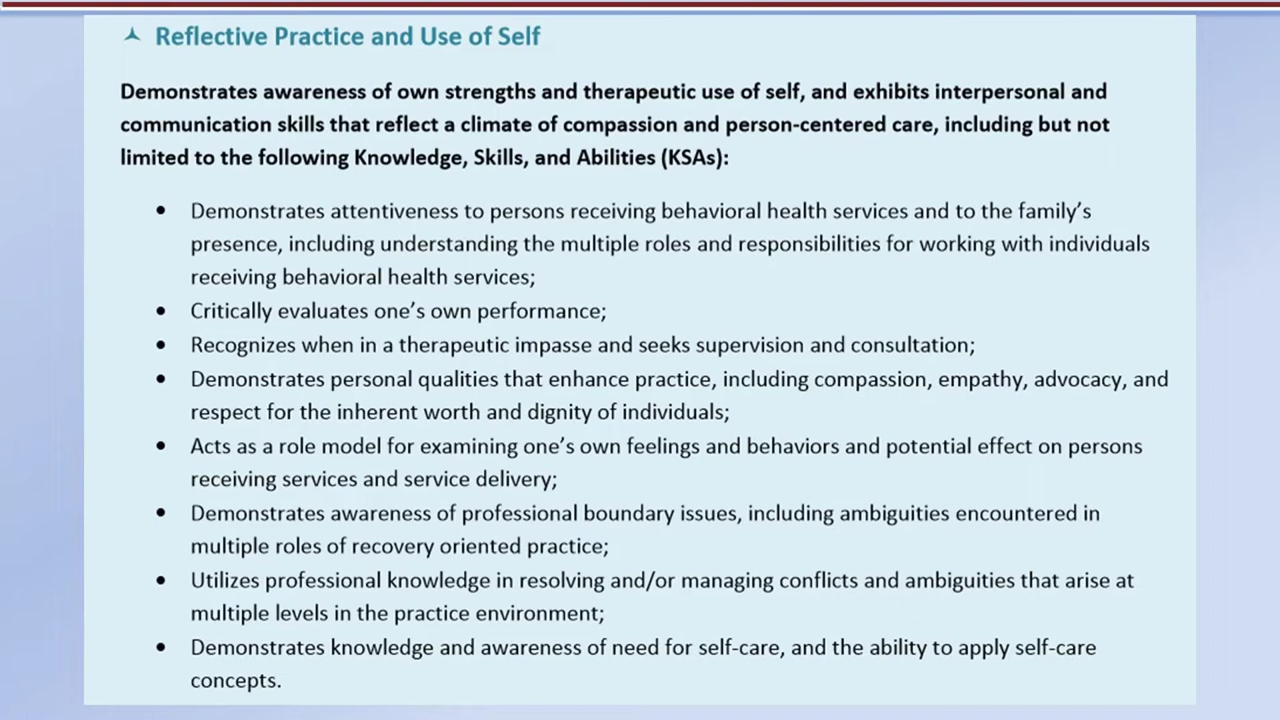 Reflective Practice and Use of Self
Demonstrates awareness of own strengths and therapeutic use of self, and exhibits interpersonal and
communication skills that reflect a climate of compassion and person-centered care, including but not
limited to the following Knowledge, Skills, and Abilities (KSAs):
• Demonstrates attentiveness to persons receiving behavioral health services and to the family’s
presence, including understanding the multiple roles and responsibilities for working with individuals
receiving behavioral health services;
• Critically evaluates one’s own performance;
• Recognizes when in a therapeutic impasse and seeks supervision and consultation;
• Demonstrates personal qualities that enhance practice, including compassion, empathy, advocacy, and
respect for the inherent worth and dignity of individuals;
• Acts as a role model for examining one’s own feelings and behaviors and potential effect on persons
receiving services and service delivery;
• Demonstrates awareness of professional boundary issues, including ambiguities encountered in
multiple roles of recovery oriented practice;
• Utilizes professional knowledge in resolving and/or managing conflicts and ambiguities that arise at
multiple levels in the practice environment;
• Demonstrates knowledge and awareness of need for self-care, and the ability to apply self-care
concepts.